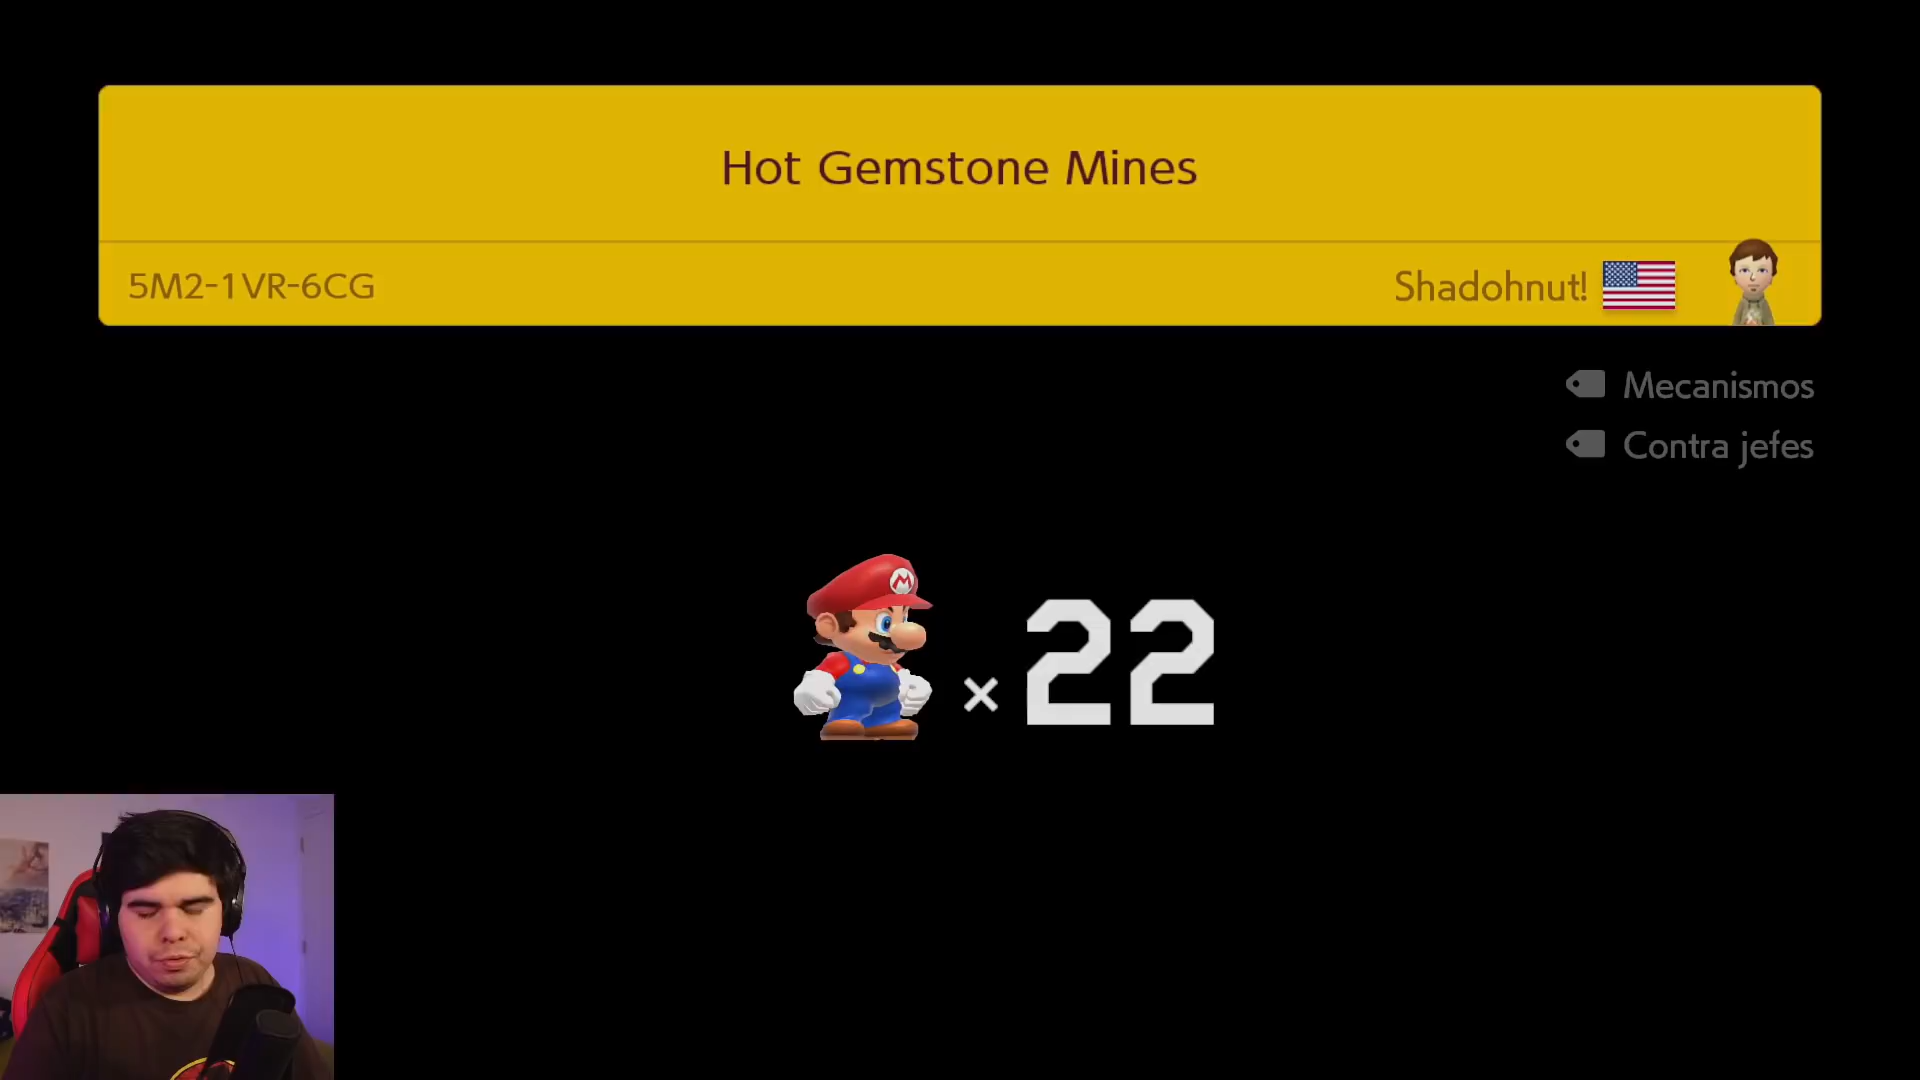 Hot Gemstone Mines
5M2-1VR-6CG
Shadohnut!
Mecanismos
Contra jefes
M
× 22